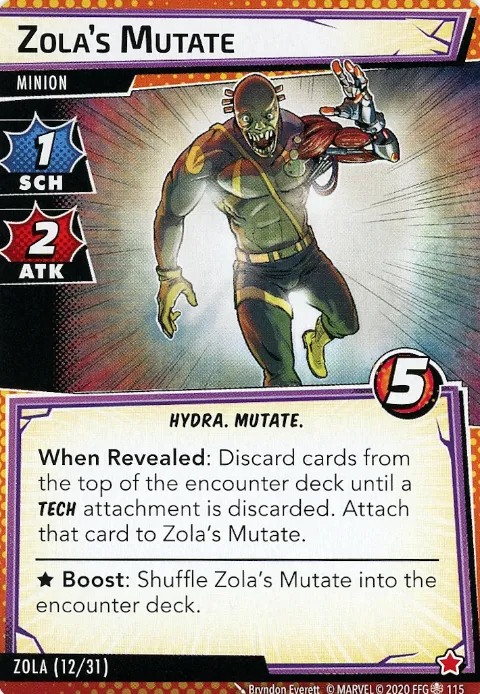 ZOLA'S MUTATE
MINION
1
SCH
2
ATK
5
HYDRA. MUTATE.
When Revealed: Discard cards from
the top of the encounter deck until a
TECH attachment is discarded. Attach
that card to Zola's Mutate.
★ Boost: Shuffle Zola's Mutate into the
encounter deck.
ZOLA (12/31)
Bryndon Everett © MARVEL © 2020 FFG 115